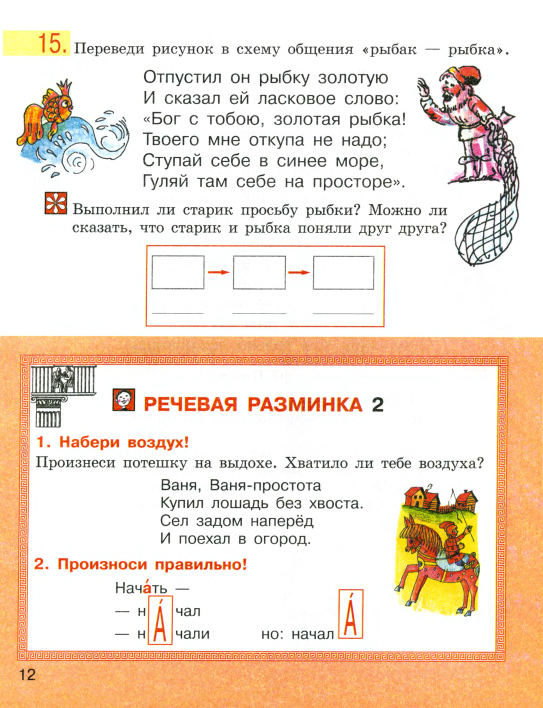 15. Переведи рисунок в схему общения «рыбак — рыбка».
Отпустил он рыбку золотую
И сказал ей ласковое слово:
«Бог с тобою, золотая рыбка!
Твоего мне откупа не надо;
Ступай себе в синее море,
Гуляй там себе на просторе».
Выполнил ли старик просьбу рыбки? Можно ли
сказать, что старик и рыбка поняли друг друга?
РЕЧЕВАЯ РАЗМИНКА 2
1. Набери воздух!
Произнеси потешку на выдохе. Хватило ли тебе воздуха?
Ваня, Ваня-простота
Купил лошадь без хвоста.
Сел задом наперёд
И поехал в огород.
2. Произноси правильно!
Нача́ть —
— н А́ чал
— н А́ чали но: начал А́
12